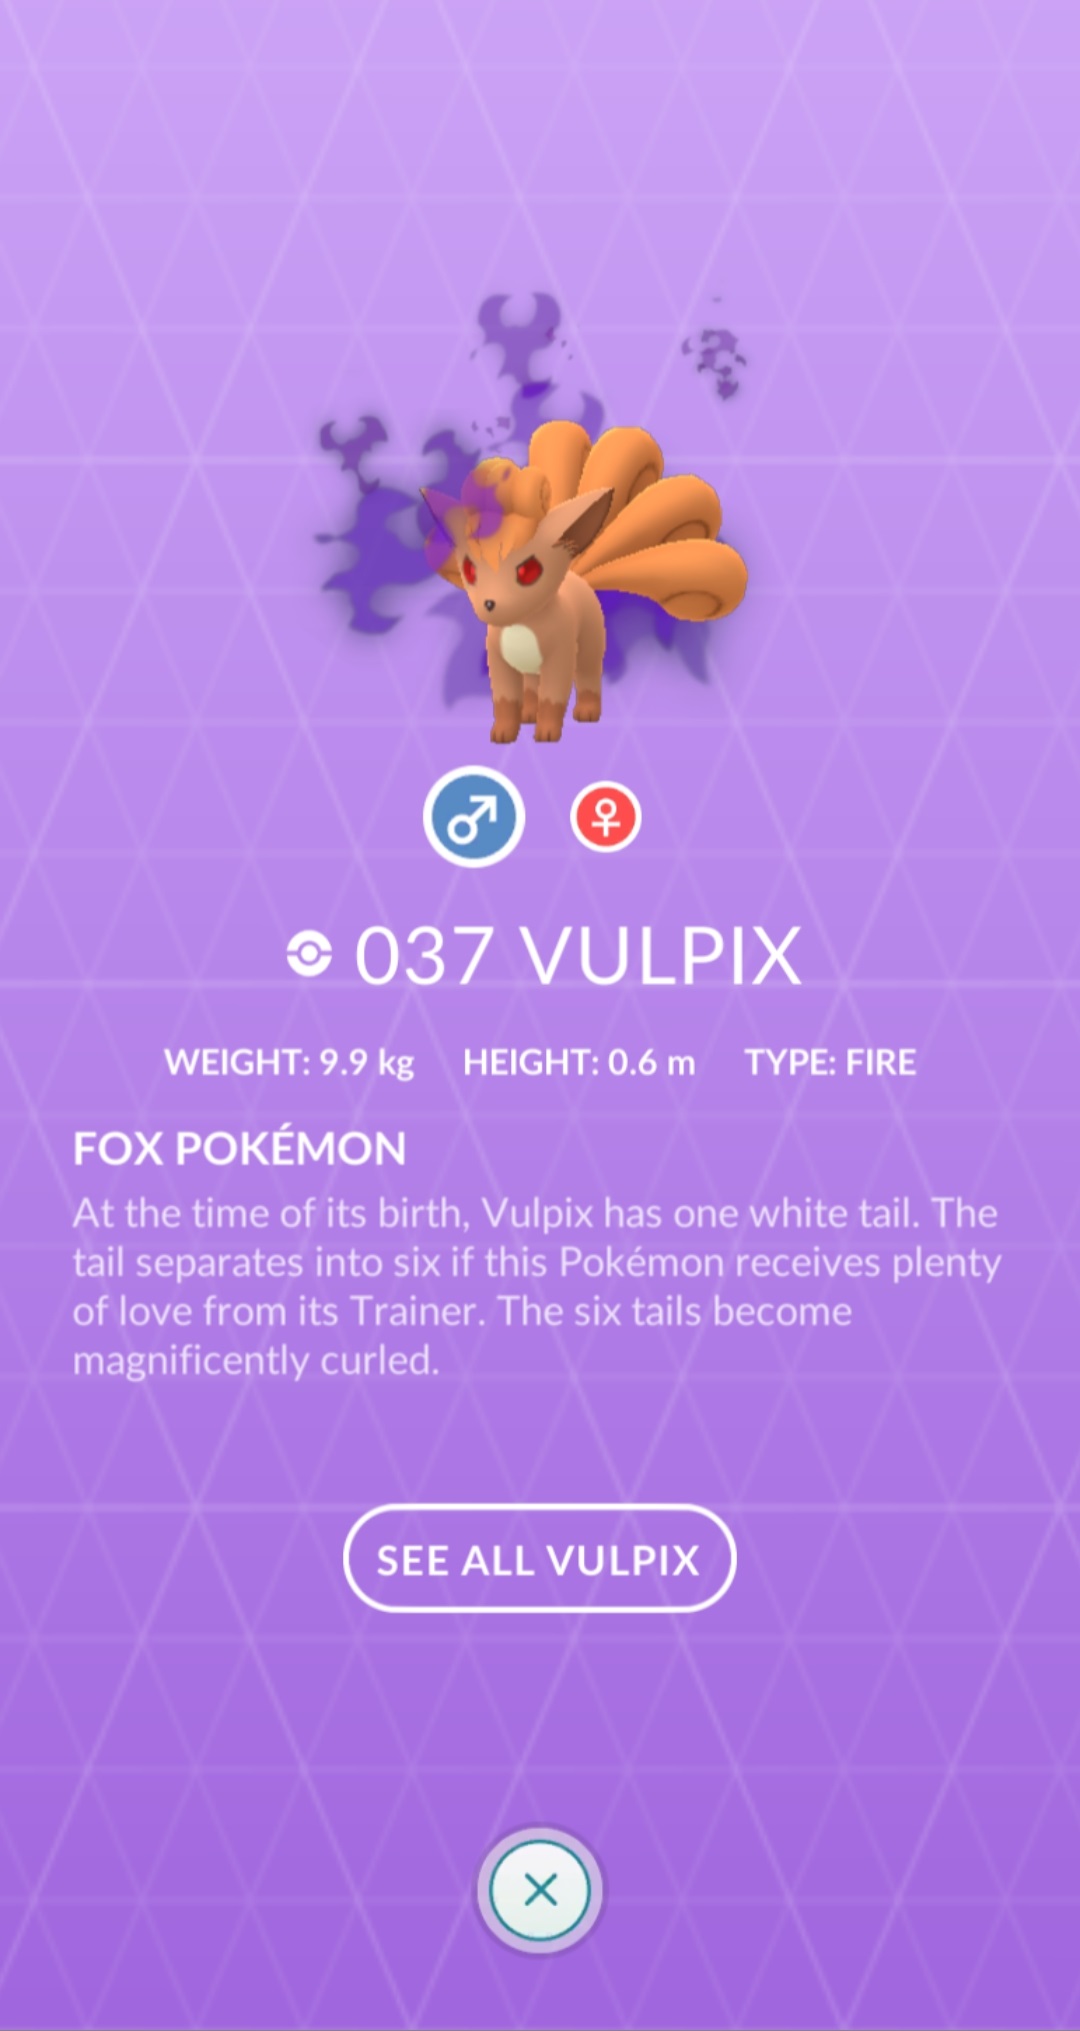 037 VULPIX
WEIGHT: 9.9 kg HEIGHT: 0.6 m TYPE: FIRE
FOX POKÉMON
At the time of its birth, Vulpix has one white tail. The
tail separates into six if this Pokémon receives plenty
of love from its Trainer. The six tails become
magnificently curled.
SEE ALL VULPIX